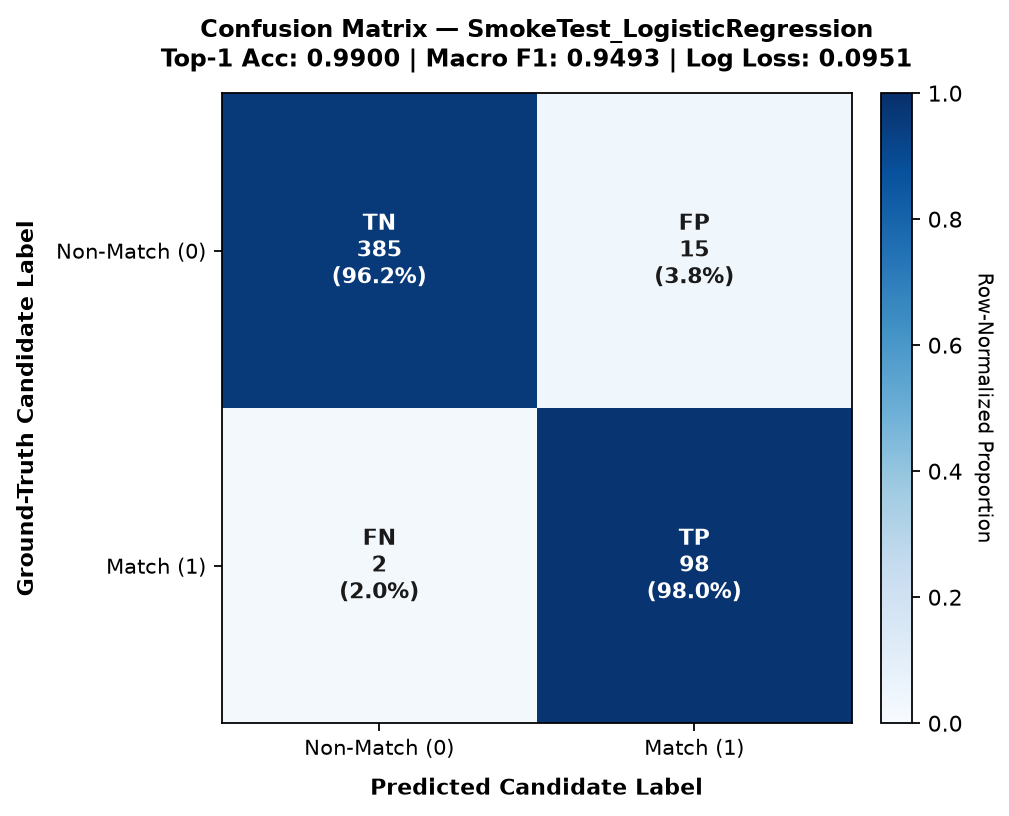 Confusion Matrix — SmokeTest_LogisticRegression
Top-1 Acc: 0.9900 | Macro F1: 0.9493 | Log Loss: 0.0951
Ground-Truth Candidate Label
Non-Match (0)
Match (1)
TN
385
(96.2%)
FP
15
(3.8%)
FN
2
(2.0%)
TP
98
(98.0%)
Non-Match (0)
Match (1)
Predicted Candidate Label
1.0
0.8
0.6
0.4
0.2
0.0
Row-Normalized Proportion